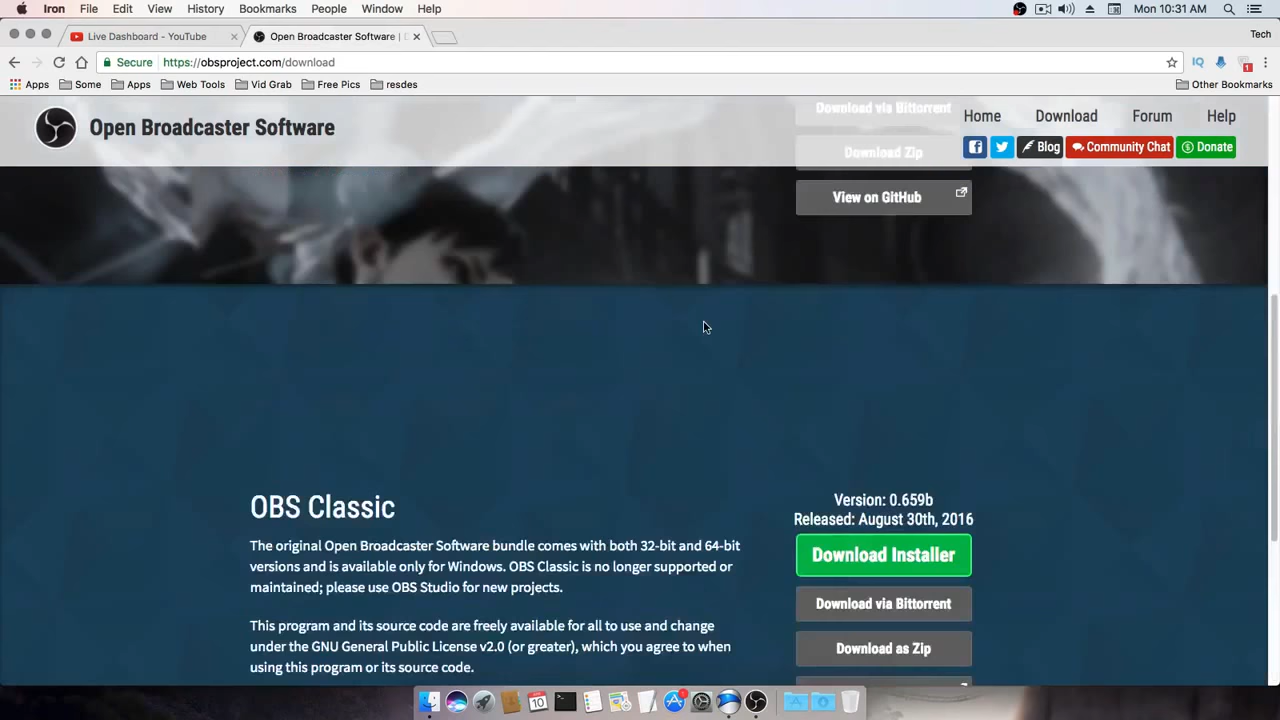 Iron File Edit View History Bookmarks People Window Help Mon 10:31 AM
Live Dashboard - YouTube Open Broadcaster Software | Tech
Secure https://obsproject.com/download IQ 1
Apps Some Apps Web Tools Vid Grab Free Pics resdes Other Bookmarks
Download via Bittorrent
Open Broadcaster Software Home Download Forum Help
Blog Community Chat Donate
Download Zip
View on GitHub
OBS Classic
Version: 0.659b
Released: August 30th, 2016
The original Open Broadcaster Software bundle comes with both 32-bit and 64-bit
versions and is available only for Windows. OBS Classic is no longer supported or
maintained; please use OBS Studio for new projects.
Download Installer
Download via Bittorrent
This program and its source code are freely available for all to use and change
under the GNU General Public License v2.0 (or greater), which you agree to when
using this program or its source code.
Download as Zip
10